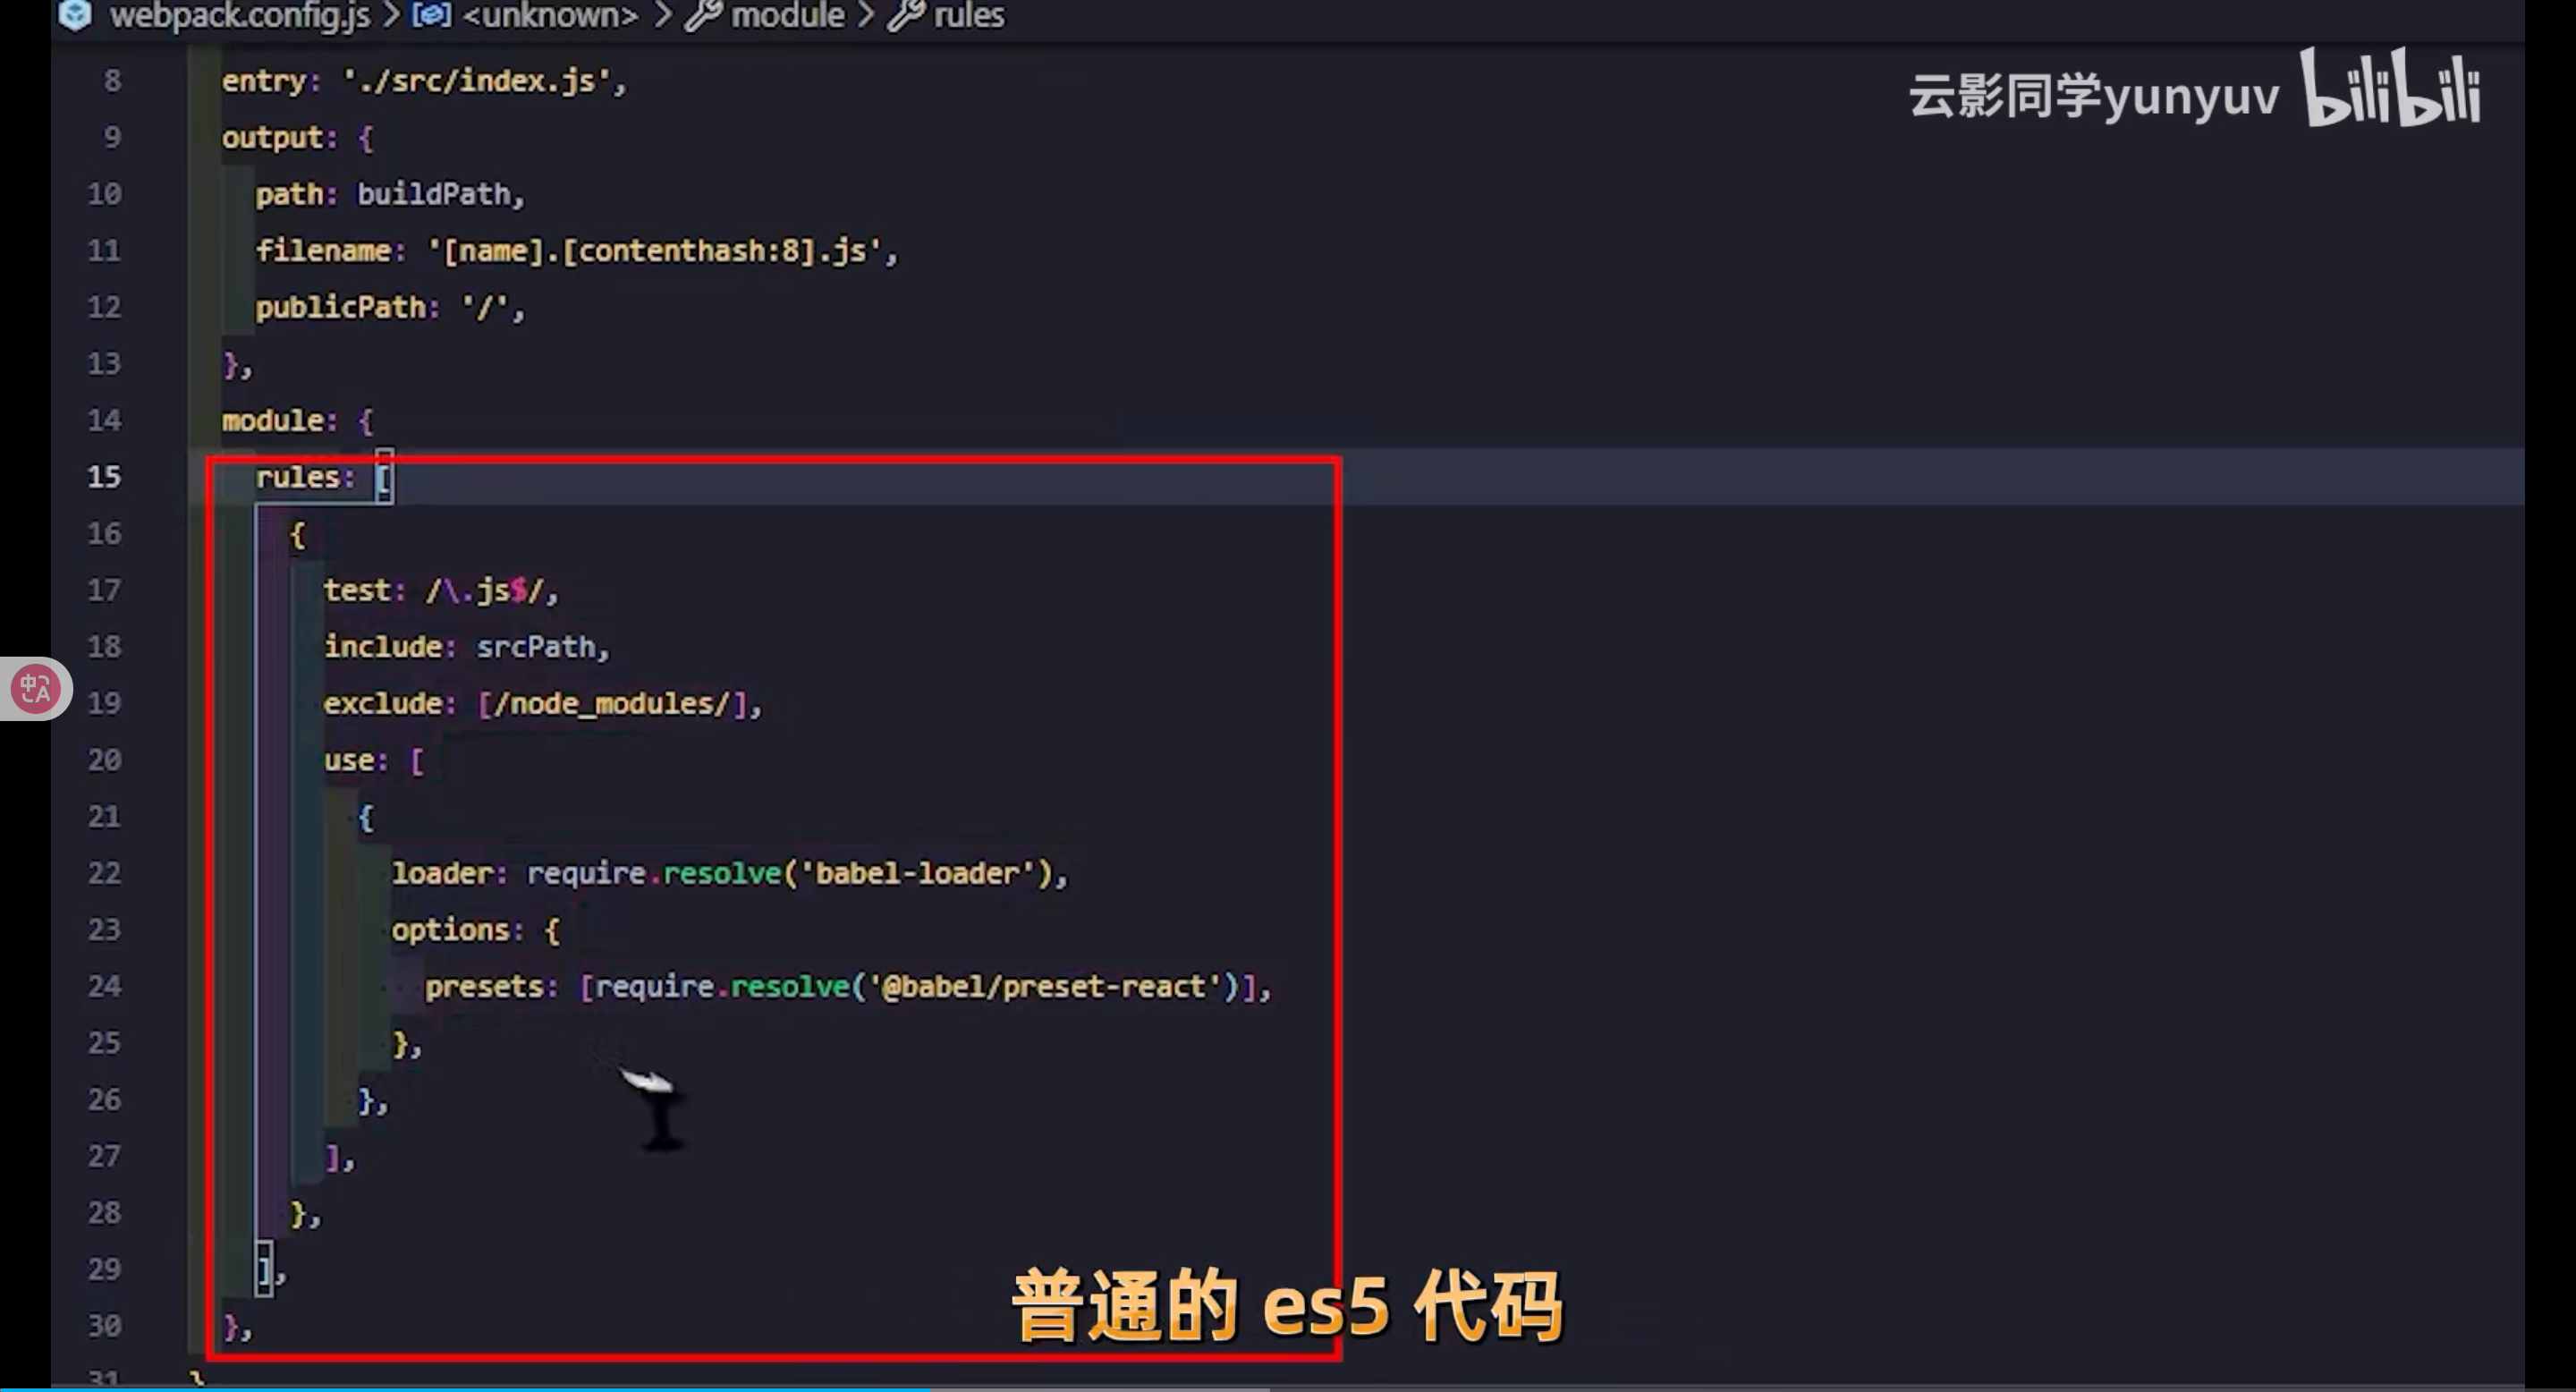 webpack.config.js > <unknown> > module > rules
云影同学yunyuv bilibili
8 entry: './src/index.js',
9 output: {
10 path: buildPath,
11 filename: '[name].[contenthash:8].js',
12 publicPath: '/',
13 },
14 module: {
15 rules: [
16 {
17 test: /\.js$/,
18 include: srcPath,
19 exclude: [/node_modules/],
20 use: [
21 {
22 loader: require.resolve('babel-loader'),
23 options: {
24 presets: [require.resolve('@babel/preset-react')],
25 },
26 },
27 ],
28 },
29 ],
30 },
31 }
中A
普通的 es5 代码